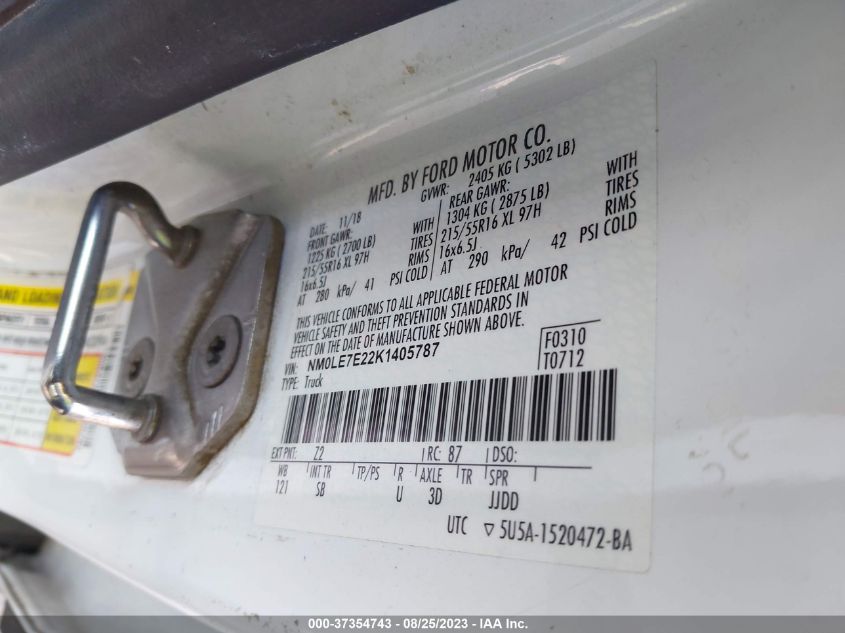 MFD. BY FORD MOTOR CO.
DATE: 11/18 GVWR: 2405 KG ( 5302 LB)
FRONT GAWR: REAR GAWR:
1225 KG (2700 LB) WITH 1304 KG ( 2875 LB) WITH
215/55R16 XL 97H TIRES 215/55R16 XL 97H TIRES
16x6.5J RIMS 16x6.5J RIMS
AT 280 kPa/ 41 PSI COLD AT 290 kPa/ 42 PSI COLD
THIS VEHICLE CONFORMS TO ALL APPLICABLE FEDERAL MOTOR
VEHICLE SAFETY AND THEFT PREVENTION STANDARDS IN
EFFECT ON THE DATE OF MANUFACTURE SHOWN ABOVE.
VIN: NM0LE7E22K1405787 F0310
TYPE: Truck T0712
EXT PNT: Z2 RC: 87 DSO:
WB INT TR TP/PS R AXLE TR SPR
121 SB U 3D JJDD
UTC ▽ 5U5A-1520472-BA
AND LOADING
000-37354743 - 08/25/2023 - IAA Inc.